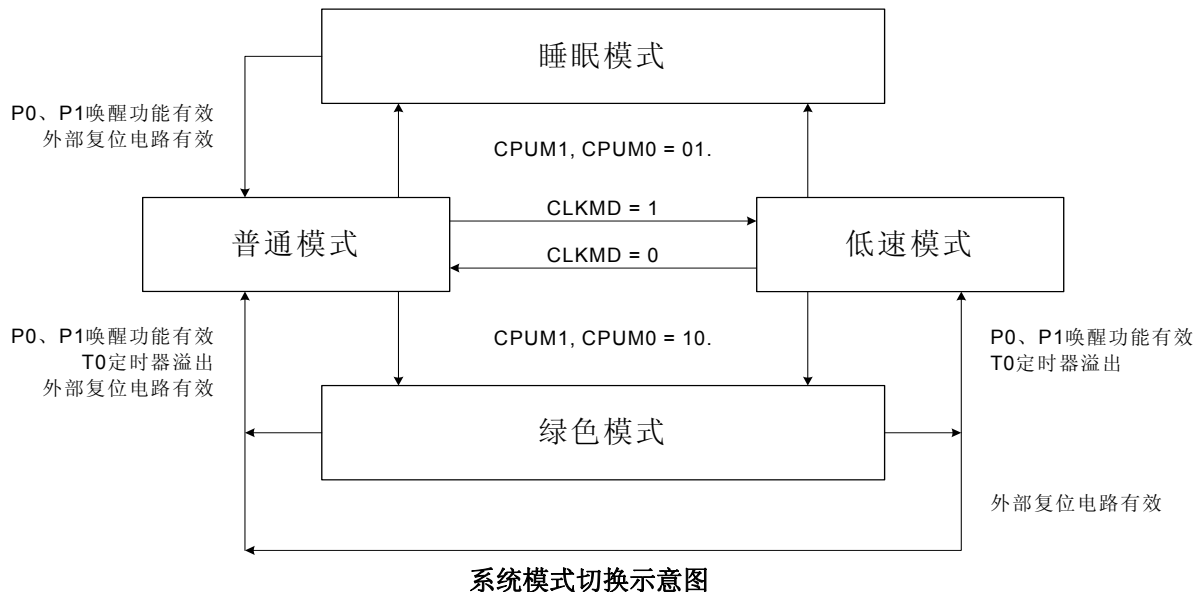 睡眠模式
P0、P1唤醒功能有效
外部复位电路有效
CPUM1, CPUM0 = 01.
普通模式
CLKMD = 1
CLKMD = 0
低速模式
P0、P1唤醒功能有效
T0定时器溢出
外部复位电路有效
CPUM1, CPUM0 = 10.
P0、P1唤醒功能有效
T0定时器溢出
绿色模式
外部复位电路有效
系统模式切换示意图